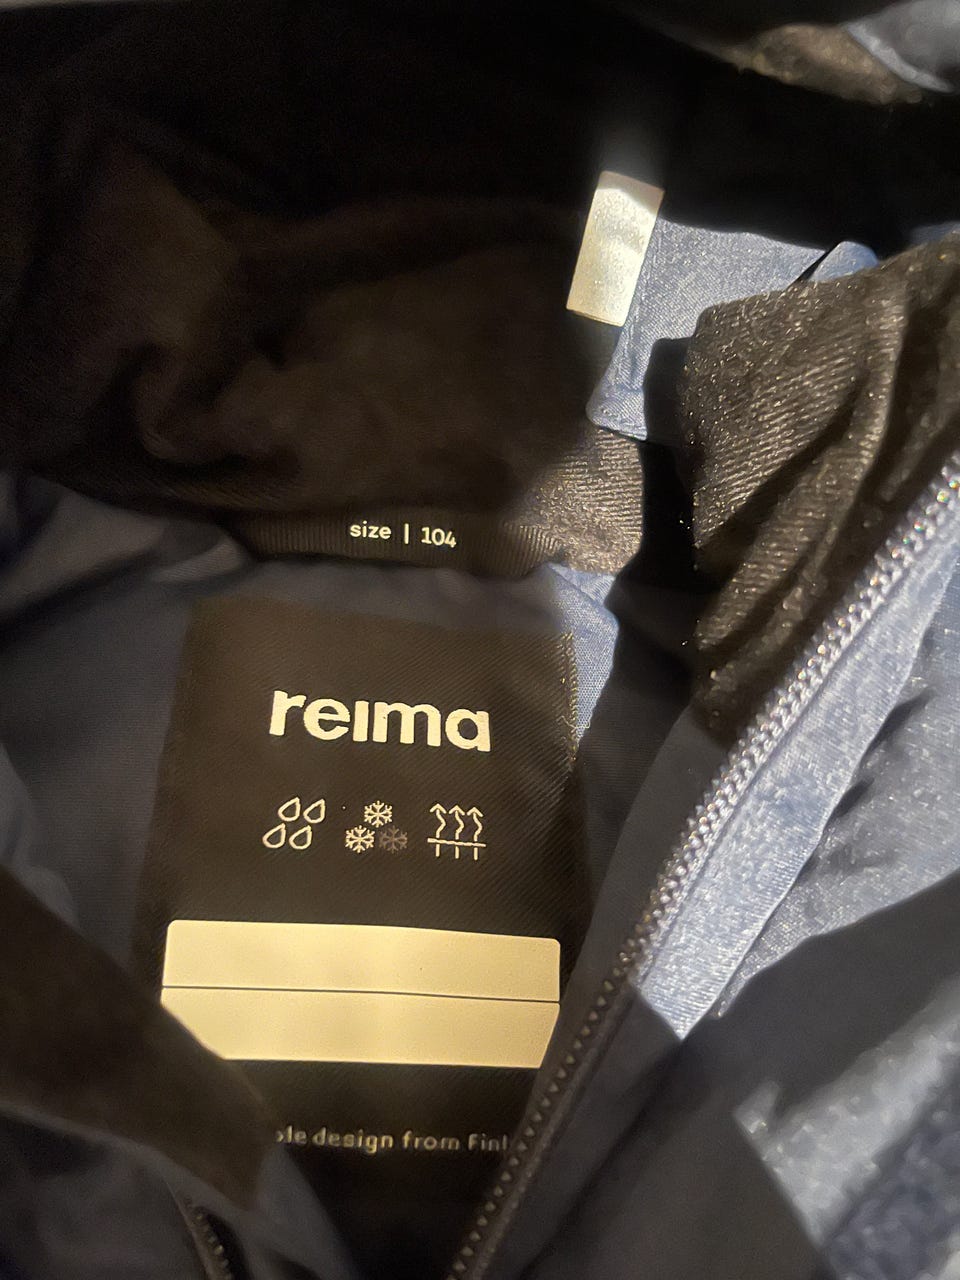 size | 104
reima
design from